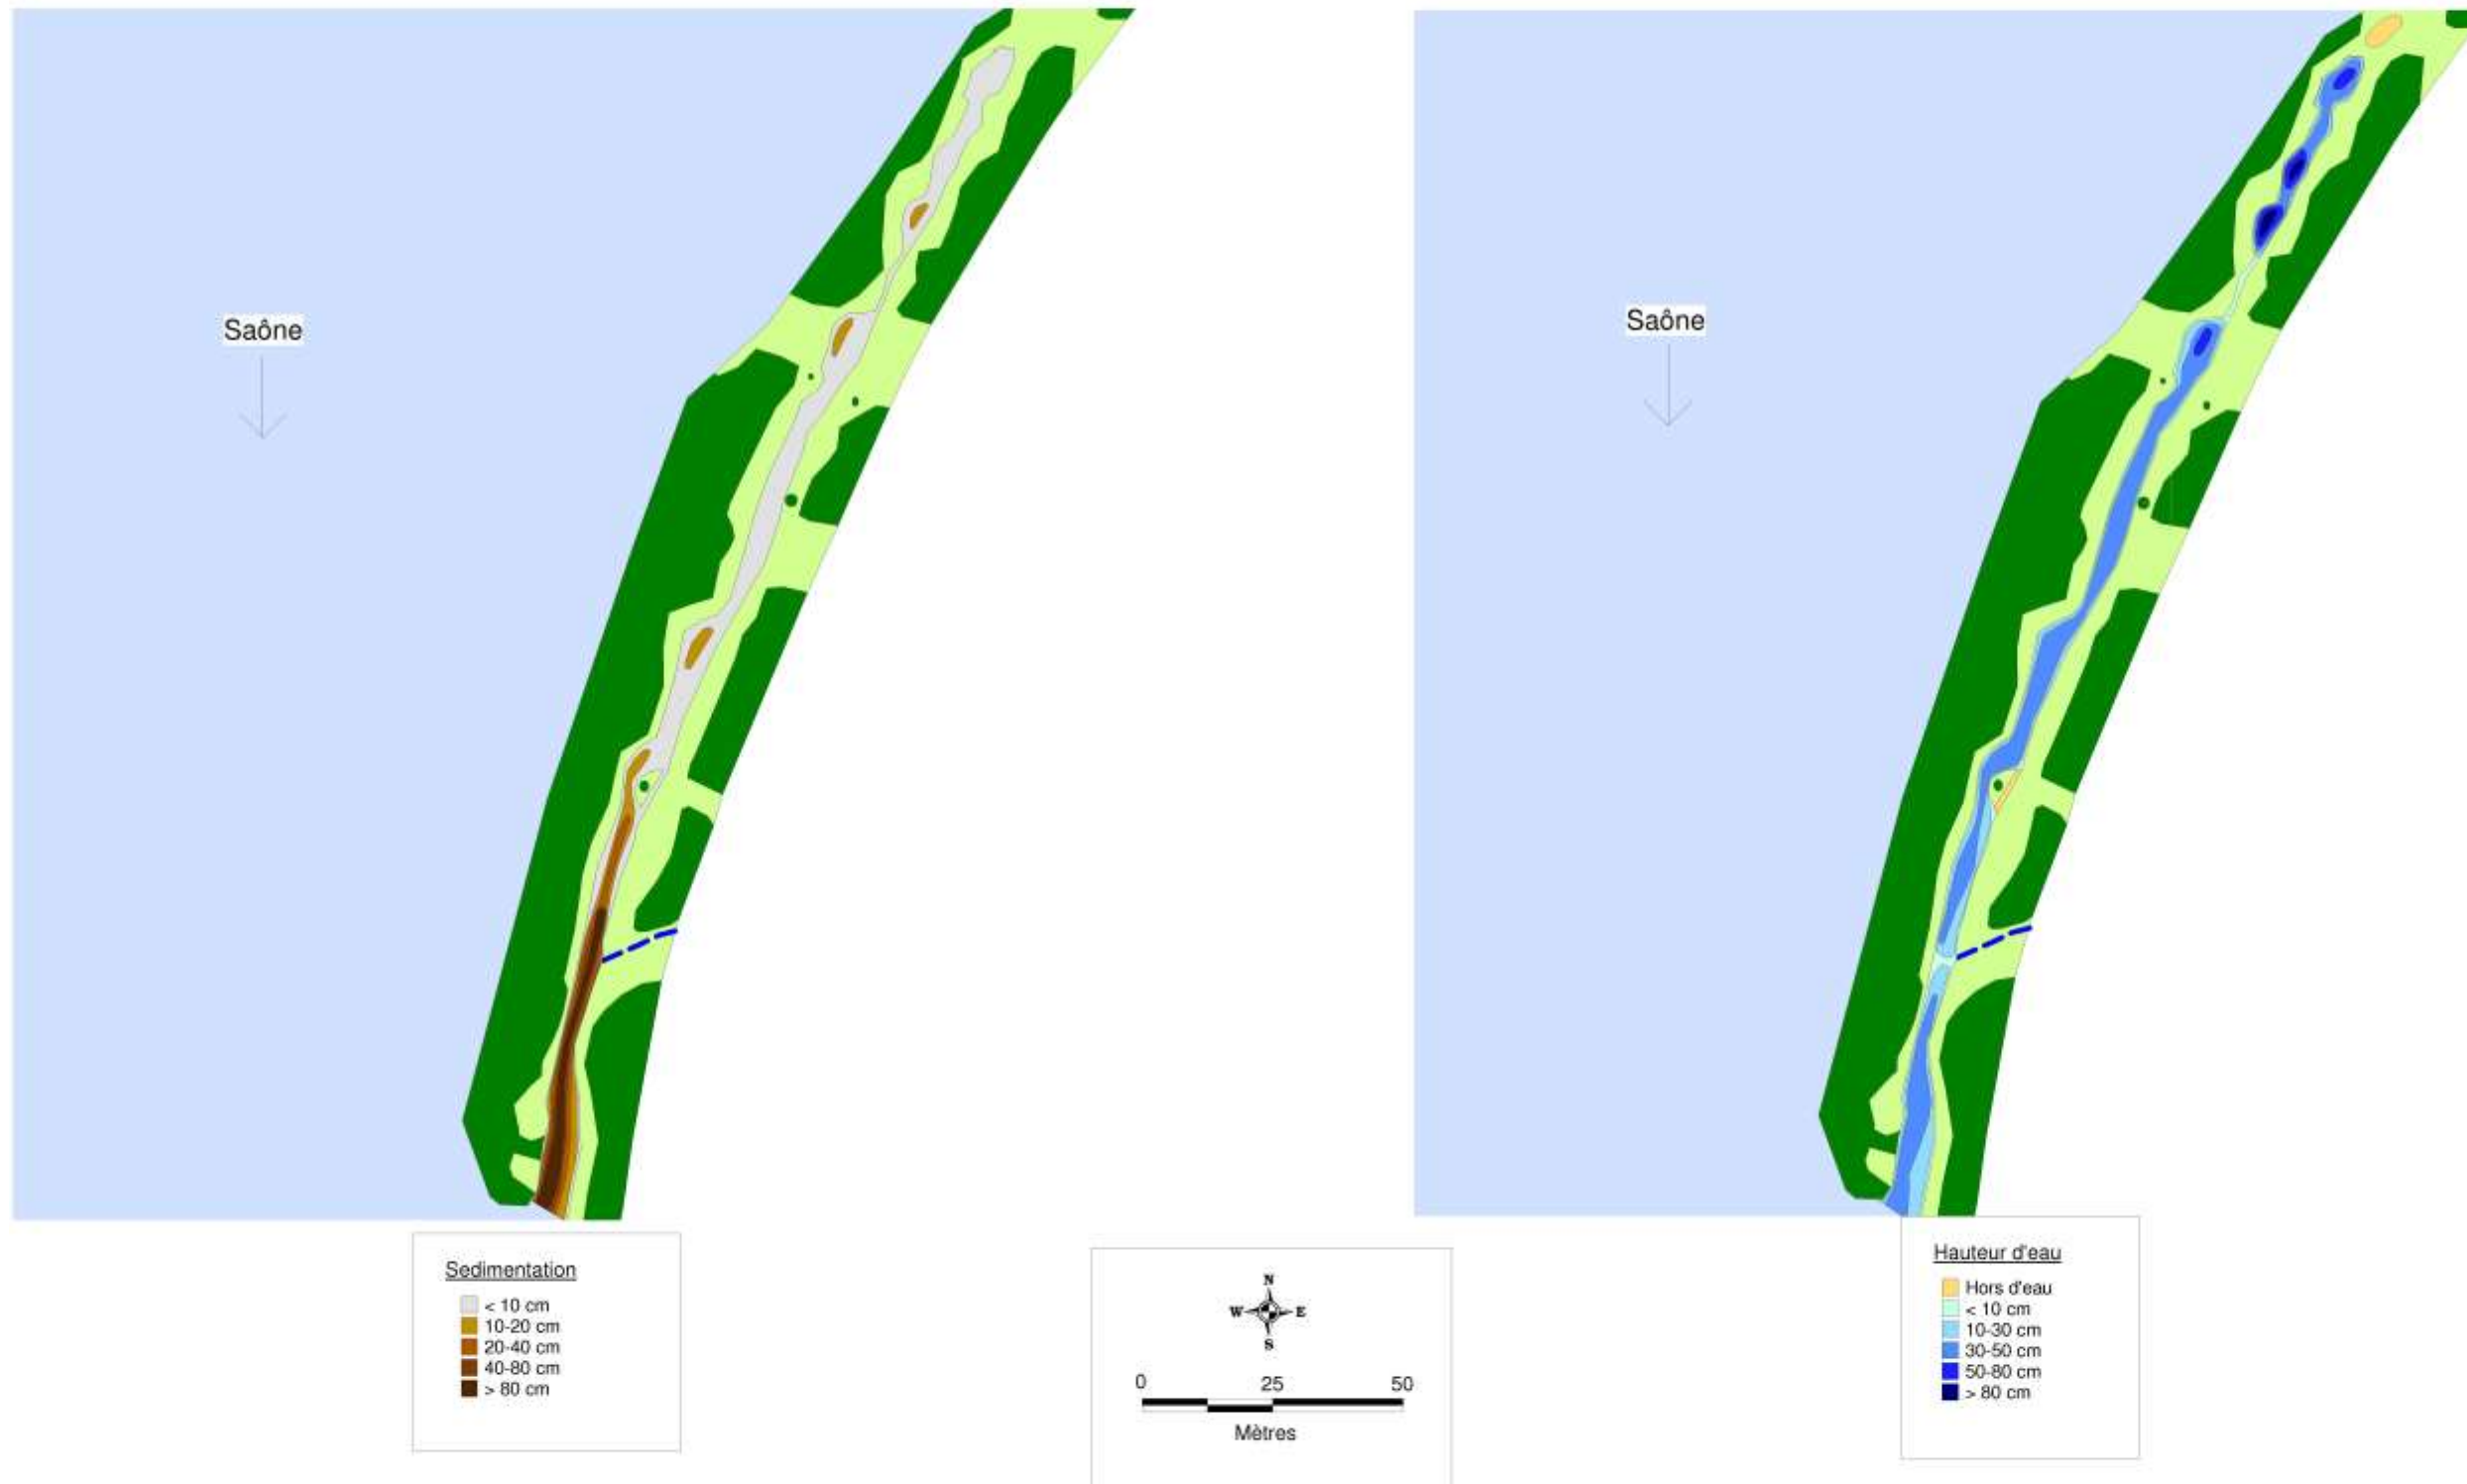 Saône
Saône
Sedimentation
< 10 cm
10-20 cm
20-40 cm
40-80 cm
> 80 cm
N
W E
S
0 25 50
Mètres
Hauteur d'eau
Hors d'eau
< 10 cm
10-30 cm
30-50 cm
50-80 cm
> 80 cm